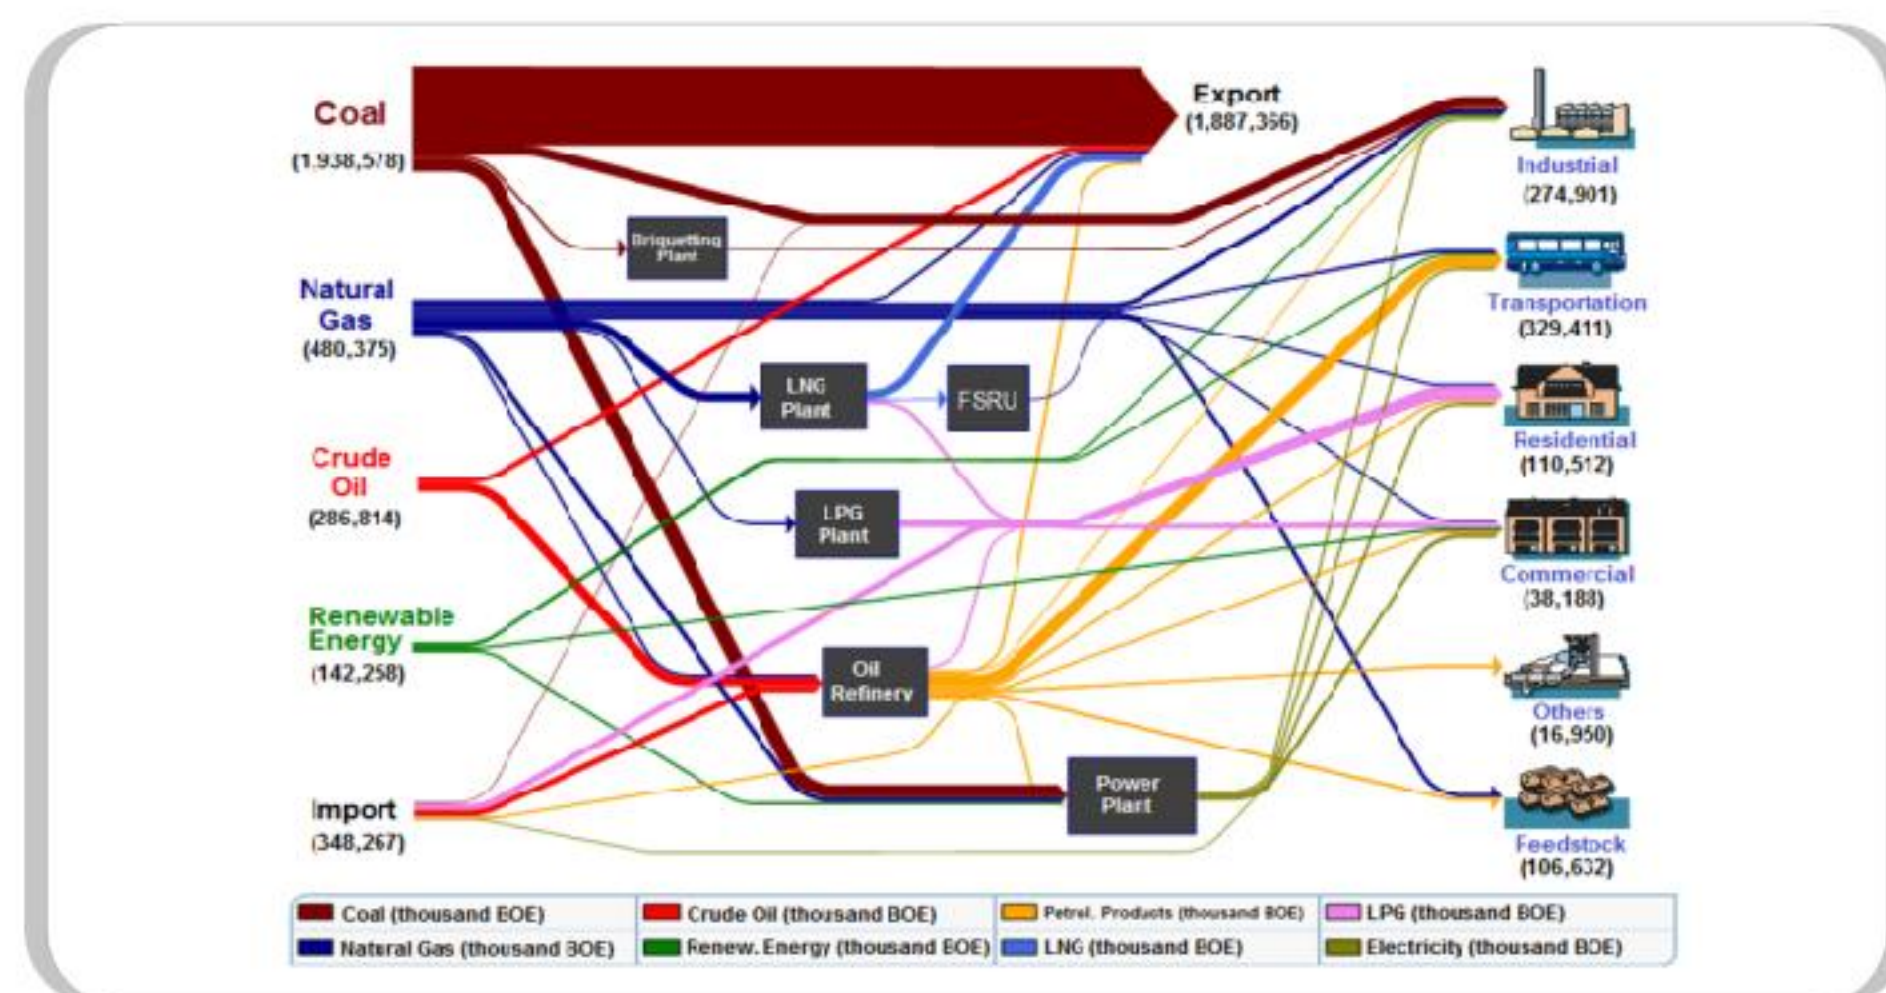 Coal
(1,938,578)
Export
(1,887,366)
Industrial
(274,901)
Briquetting
Plant
Natural
Gas
(480,375)
Transportation
(329,411)
LNG
Plant
FSRU
Residential
(110,512)
Crude
Oil
(286,814)
LPG
Plant
Commercial
(38,188)
Renewable
Energy
(142,258)
Oil
Refinery
Others
(16,950)
Import
(348,267)
Power
Plant
Feedstock
(106,632)
Coal (thousand BOE)
Crude Oil (thousand BOE)
Petrol. Products (thousand BOE)
LPG (thousand BOE)
Natural Gas (thousand BOE)
Renew. Energy (thousand BOE)
LNG (thousand BOE)
Electricity (thousand BOE)